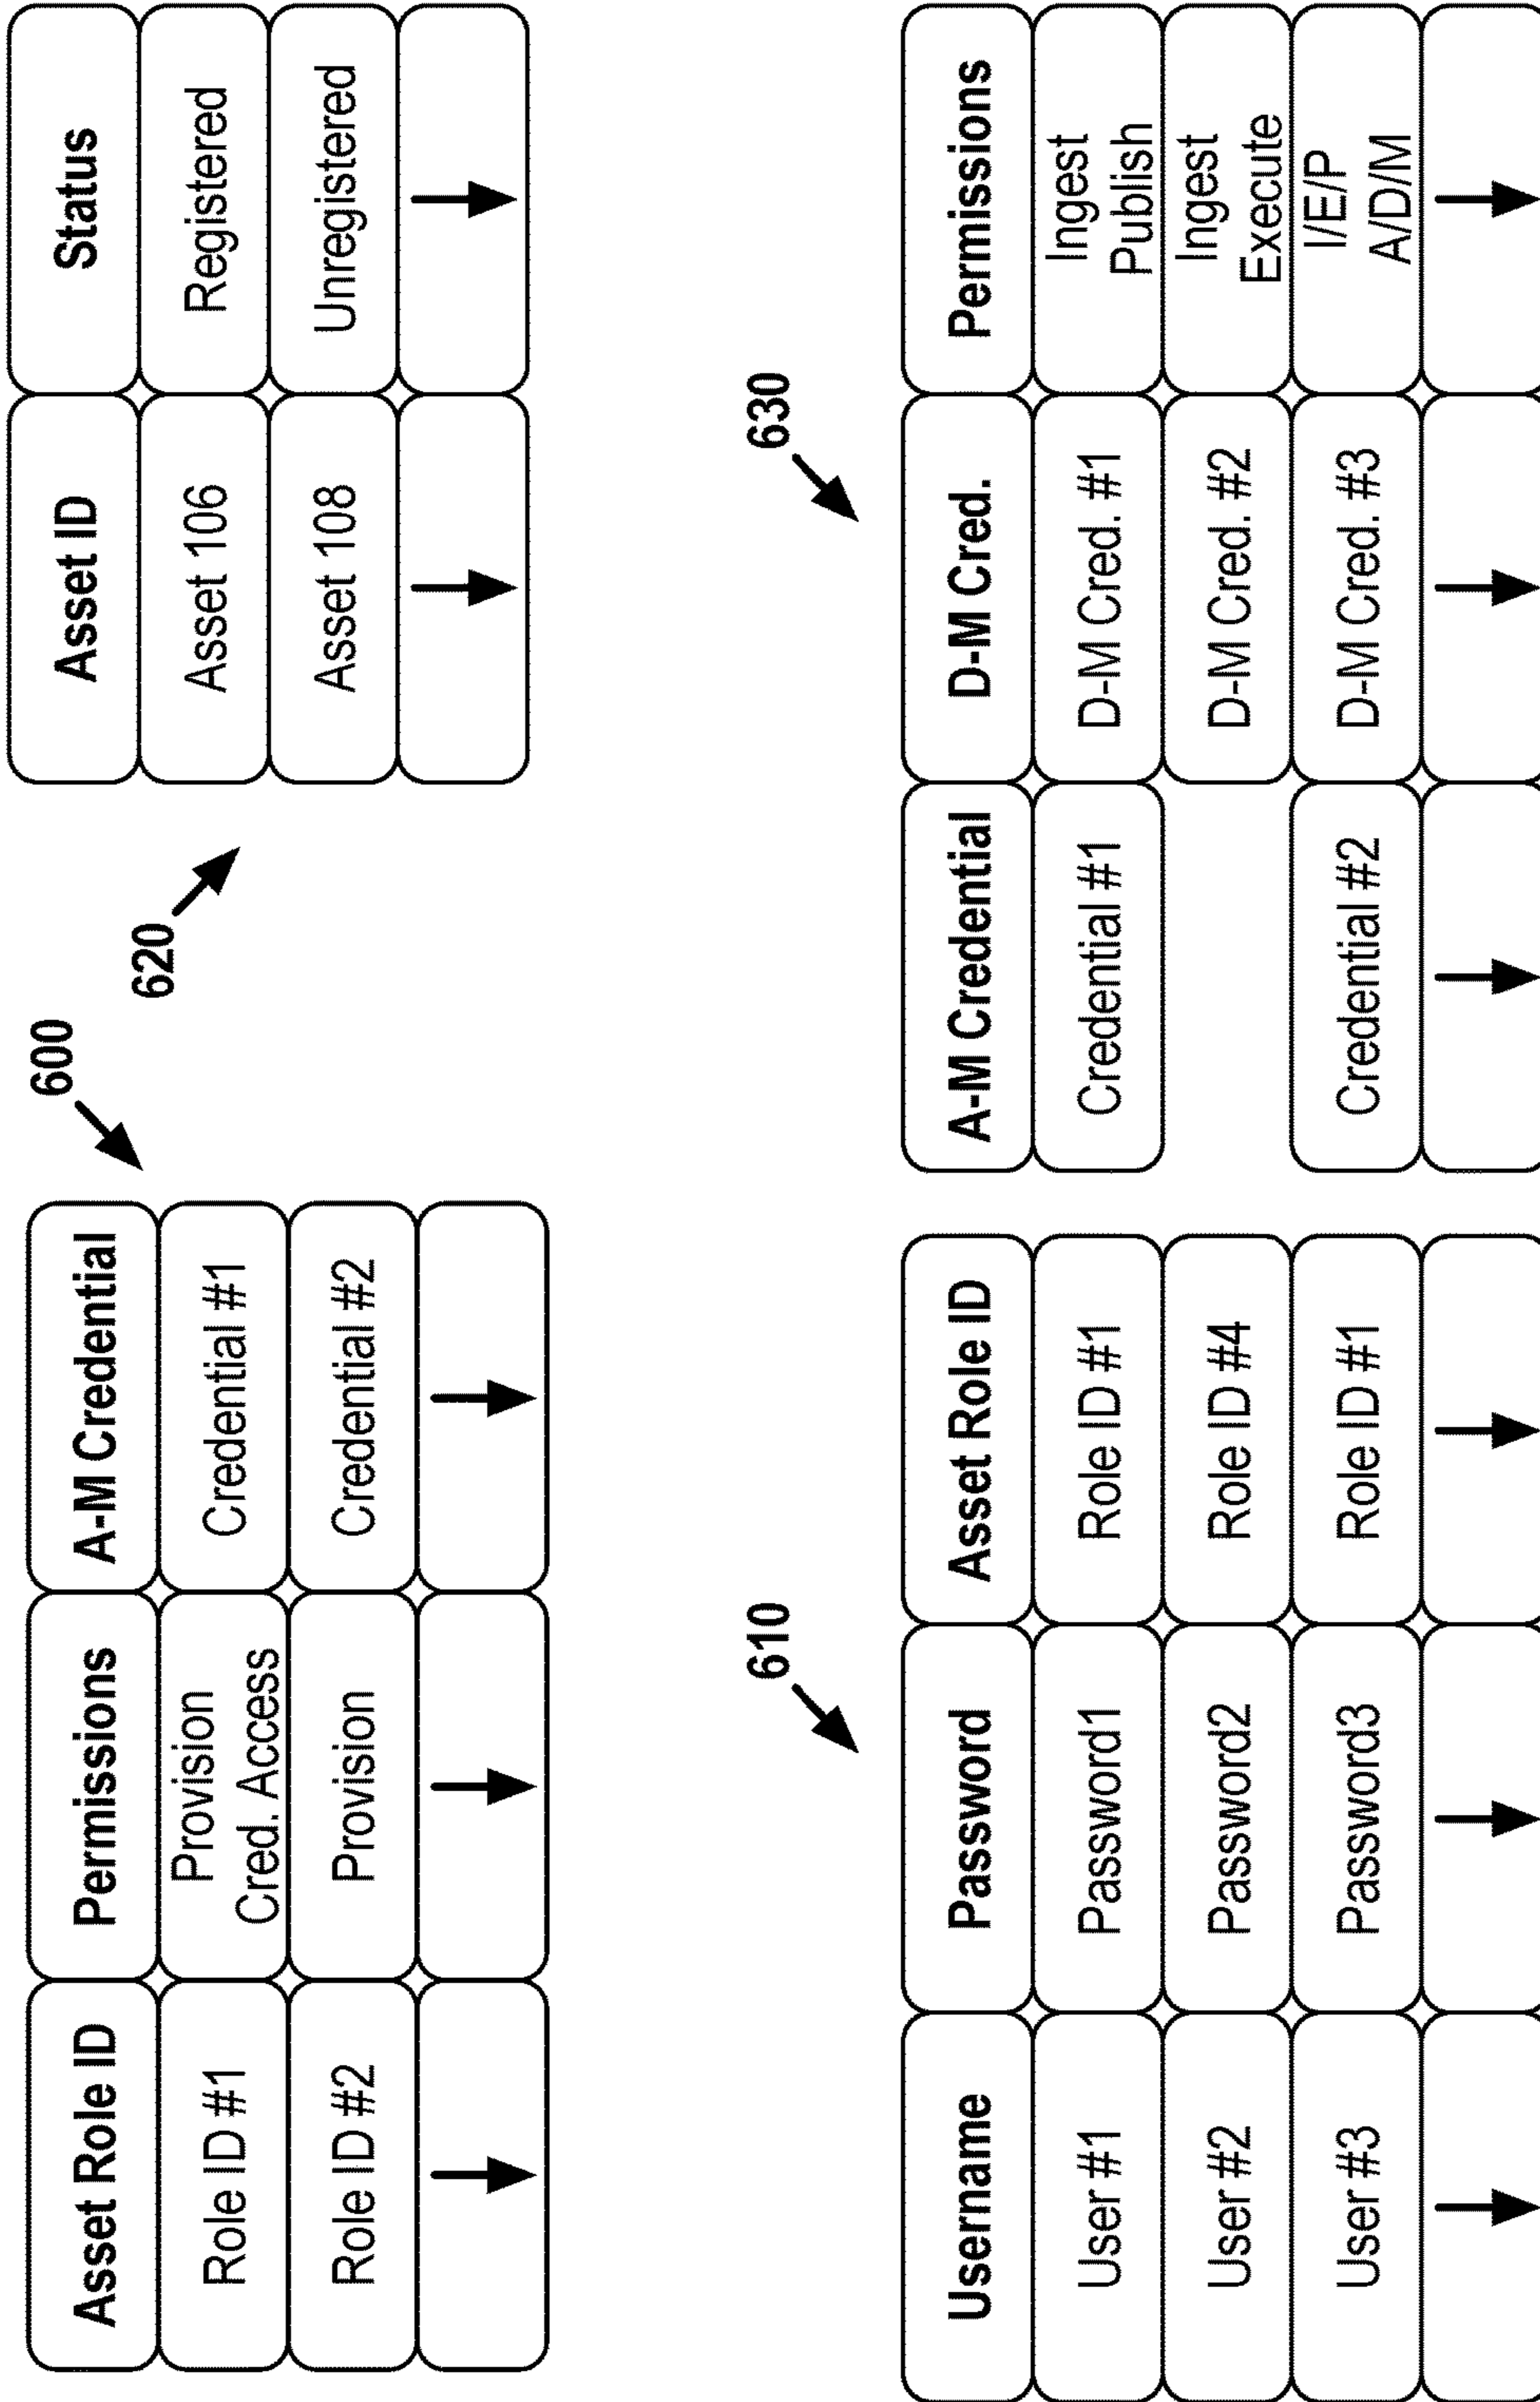 600
Asset Role ID Permissions A-M Credential
Role ID #1 Provision Cred. Access Credential #1
Role ID #2 Provision Credential #2
620
Asset ID Status
Asset 106 Registered
Asset 108 Unregistered
610
Username Password Asset Role ID
User #1 Password1 Role ID #1
User #2 Password2 Role ID #4
User #3 Password3 Role ID #1
630
A-M Credential D-M Cred. Permissions
Credential #1 D-M Cred. #1 Ingest Publish
D-M Cred. #2 Ingest Execute
Credential #2 D-M Cred. #3 I/E/P A/D/M